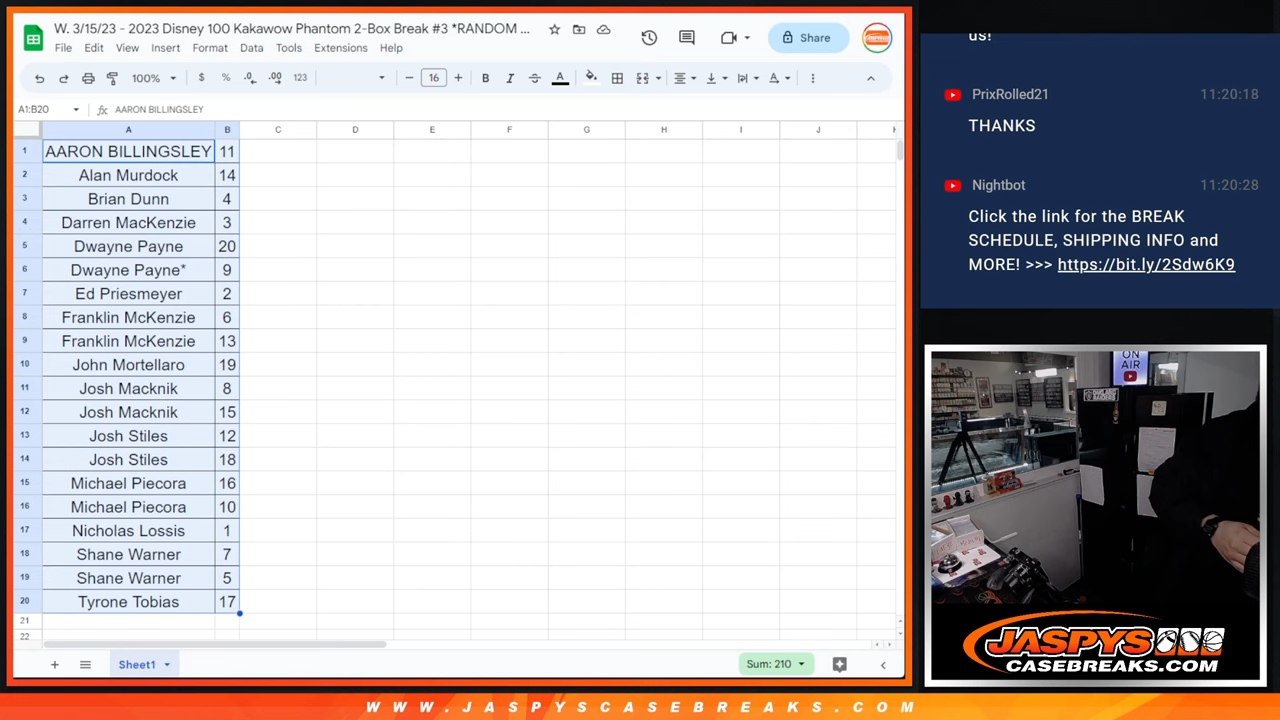 W. 3/15/23 - 2023 Disney 100 Kakawow Phantom 2-Box Break #3 *RANDOM ...
File Edit View Insert Format Data Tools Extensions Help
Share
100% $ % .0 .00 123 16 B I A
A1:B20 fx AARON BILLINGSLEY
A B C D E F G H I J
1 AARON BILLINGSLEY 11
2 Alan Murdock 14
3 Brian Dunn 4
4 Darren MacKenzie 3
5 Dwayne Payne 20
6 Dwayne Payne* 9
7 Ed Priesmeyer 2
8 Franklin McKenzie 6
9 Franklin McKenzie 13
10 John Mortellaro 19
11 Josh Macknik 8
12 Josh Macknik 15
13 Josh Stiles 12
14 Josh Stiles 18
15 Michael Piecora 16
16 Michael Piecora 10
17 Nicholas Lossis 1
18 Shane Warner 7
19 Shane Warner 5
20 Tyrone Tobias 17
21
22
Sheet1
Sum: 210
us!
PrixRolled21 11:20:18
THANKS
Nightbot 11:20:28
Click the link for the BREAK
SCHEDULE, SHIPPING INFO and
MORE! >>> https://bit.ly/2Sdw6K9
ON
AIR
JASPYS
CASEBREAKS.COM
WWW.JASPYSCASEBREAKS.COM